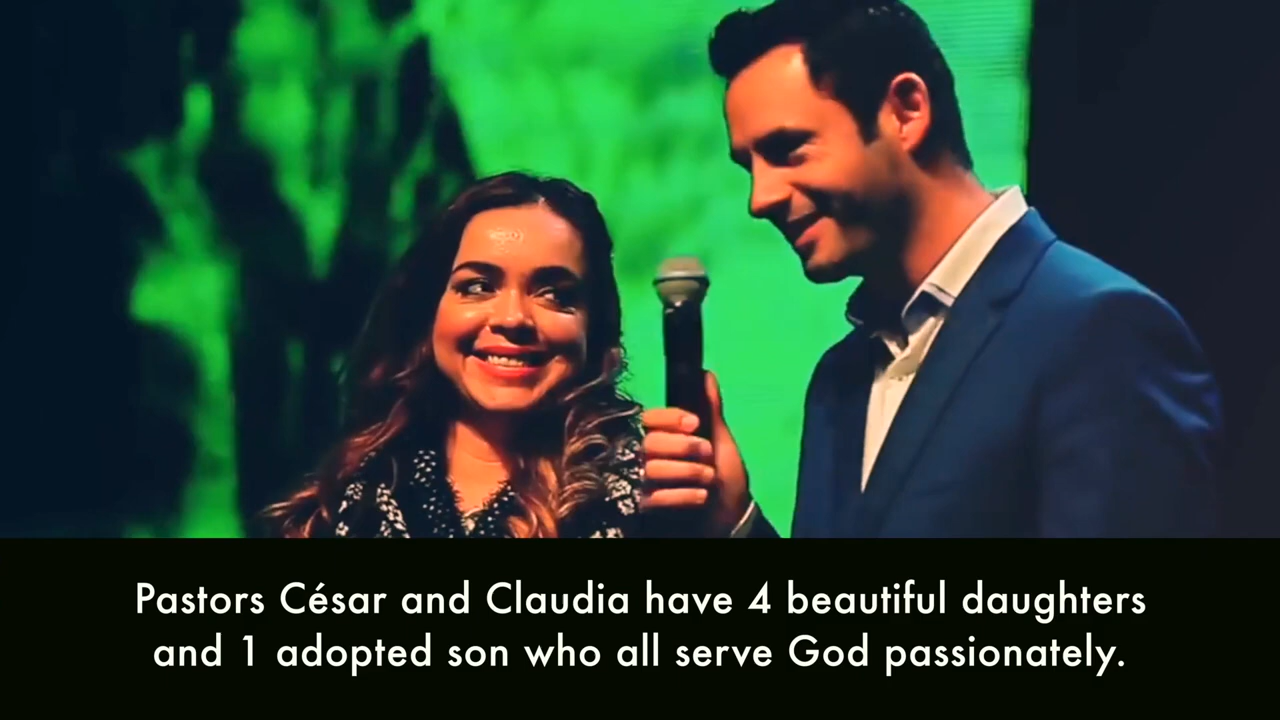 Pastors César and Claudia have 4 beautiful daughters
and 1 adopted son who all serve God passionately.